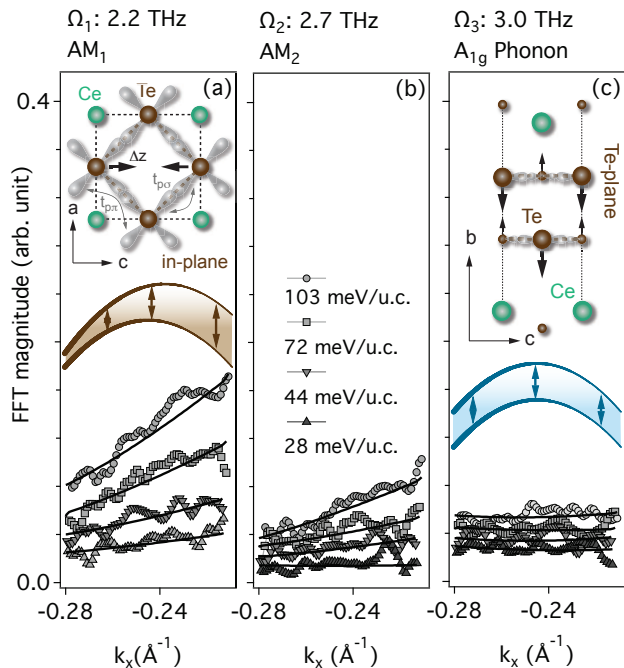 Ω₁: 2.2 THz
AM₁
Ω₂: 2.7 THz
AM₂
Ω₃: 3.0 THz
A₁g Phonon
FFT magnitude (arb. unit)
0.4
0.0
(a)
Ce
Te
Δz
tpσ
tpπ
a
c
in-plane
-0.28
-0.24
kₓ(Å⁻¹)
(b)
103 meV/u.c.
72 meV/u.c.
44 meV/u.c.
28 meV/u.c.
-0.28
-0.24
kₓ(Å⁻¹)
(c)
Te-plane
Te
b
Ce
c
-0.28
-0.24
kₓ(Å⁻¹)